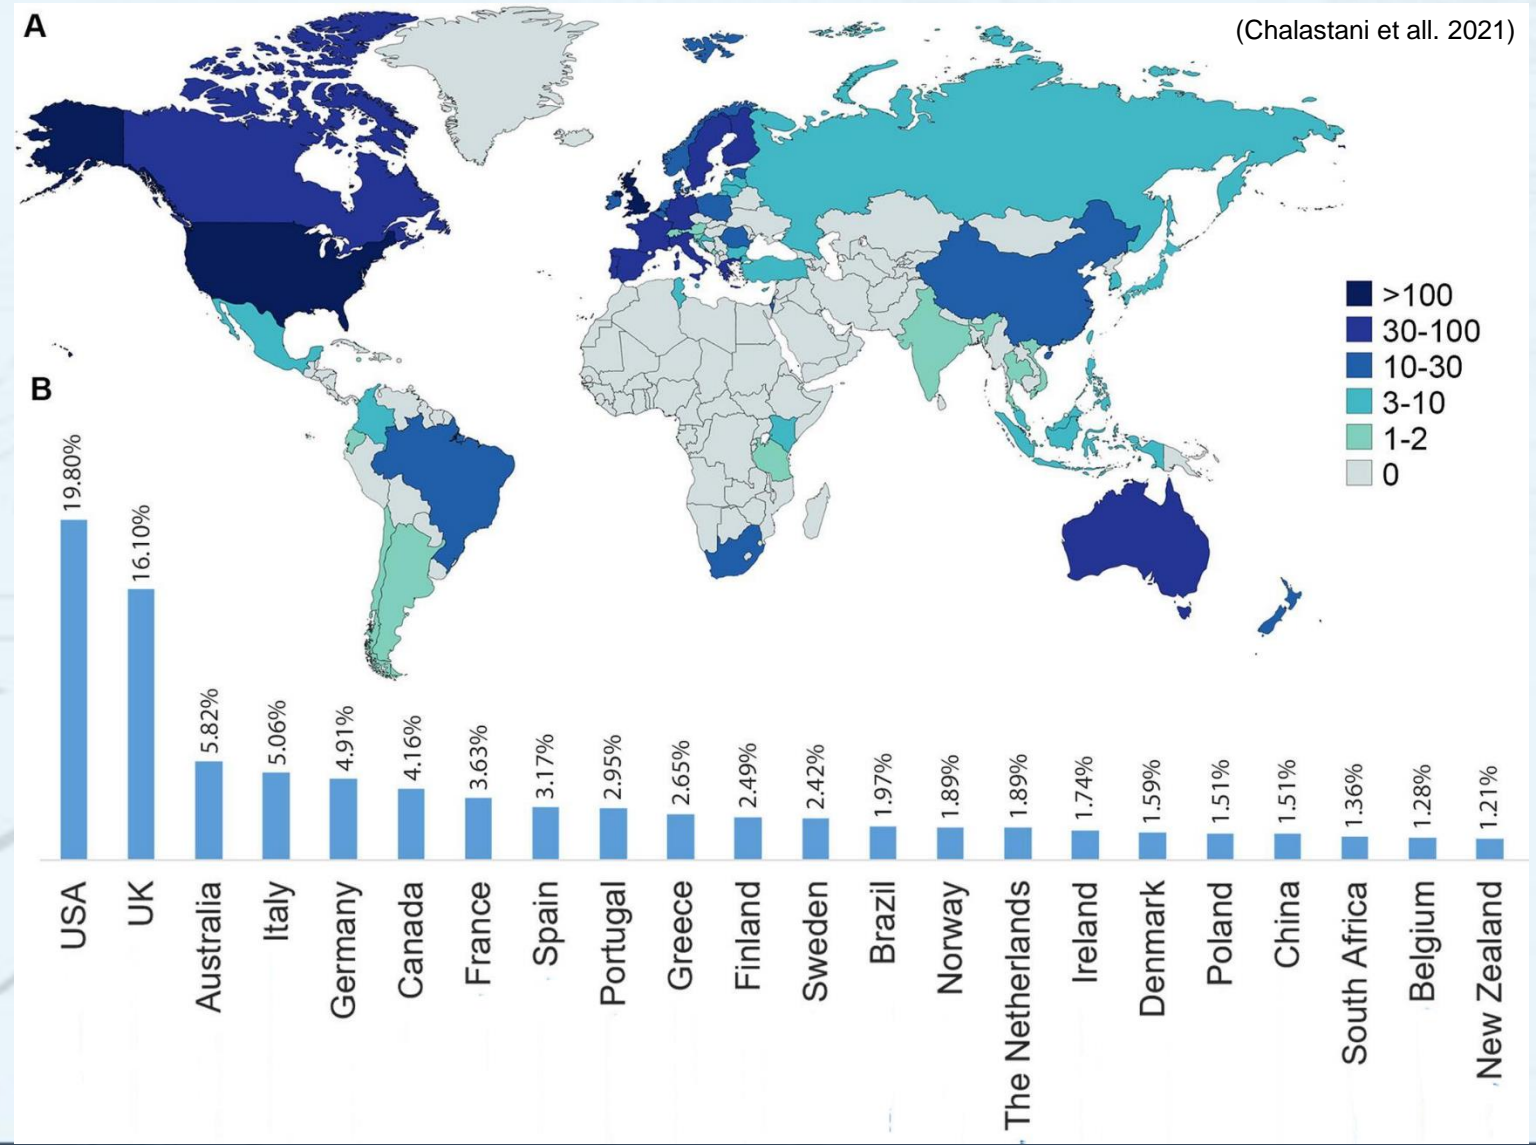 A
(Chalastani et all. 2021)
>100
30-100
10-30
3-10
1-2
0
B
19.80%
16.10%
5.82%
5.06%
4.91%
4.16%
3.63%
3.17%
2.95%
2.65%
2.49%
2.42%
1.97%
1.89%
1.89%
1.74%
1.59%
1.51%
1.51%
1.36%
1.28%
1.21%
USA
UK
Australia
Italy
Germany
Canada
France
Spain
Portugal
Greece
Finland
Sweden
Brazil
Norway
The Netherlands
Ireland
Denmark
Poland
China
South Africa
Belgium
New Zealand